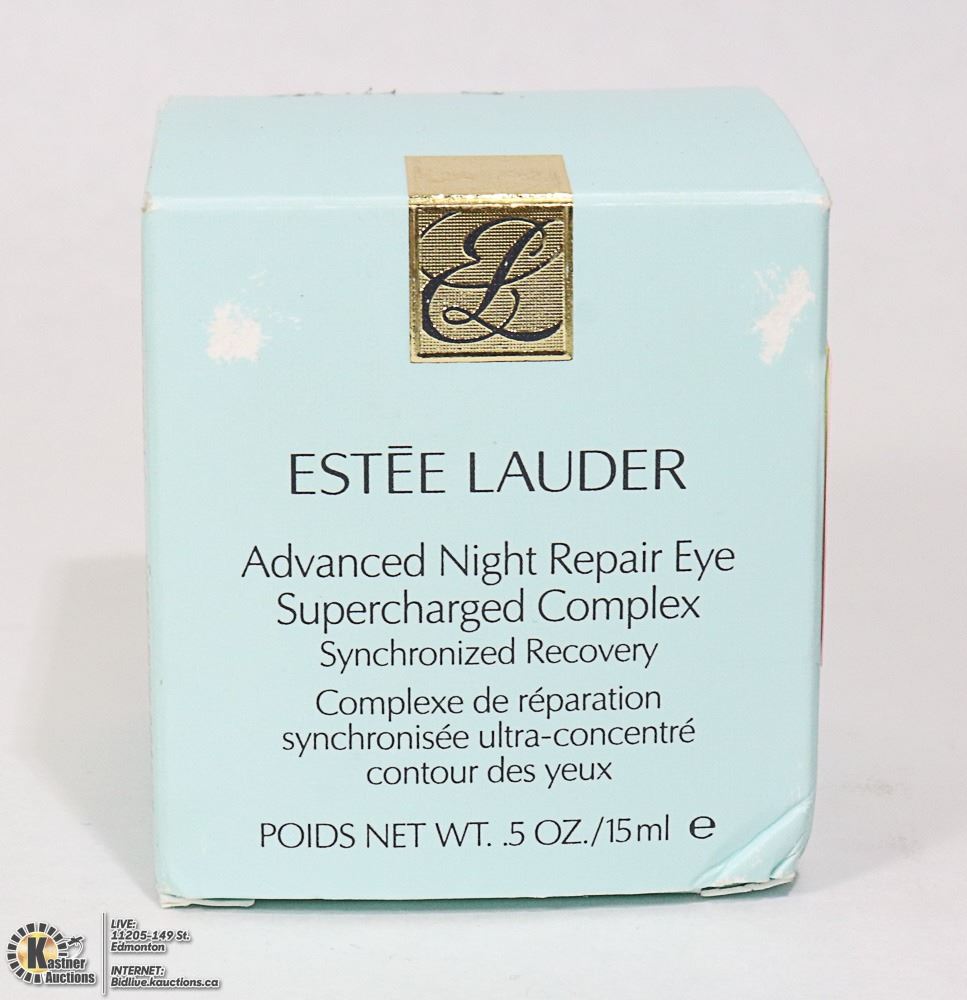 EL
ESTĒE LAUDER
Advanced Night Repair Eye
Supercharged Complex
Synchronized Recovery
Complexe de réparation
synchronisée ultra-concentré
contour des yeux
POIDS NET WT. .5 OZ./15ml ℮
Kastner
Auctions
LIVE:
11205-149 St.
Edmonton
INTERNET:
Bidlive.kauctions.ca